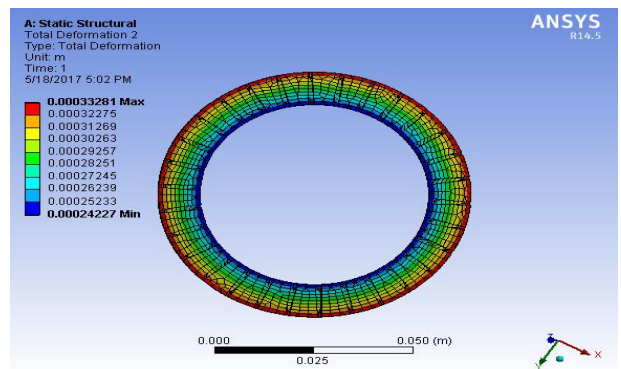 A: Static Structural
Total Deformation 2
Type: Total Deformation
Unit: m
Time: 1
5/18/2017 5:02 PM
0.00033281 Max
0.00032275
0.00031269
0.00030263
0.00029257
0.00028251
0.00027245
0.00026239
0.00025233
0.00024227 Min
ANSYS
R14.5
0.000 0.050 (m)
0.025
Z
X
Y